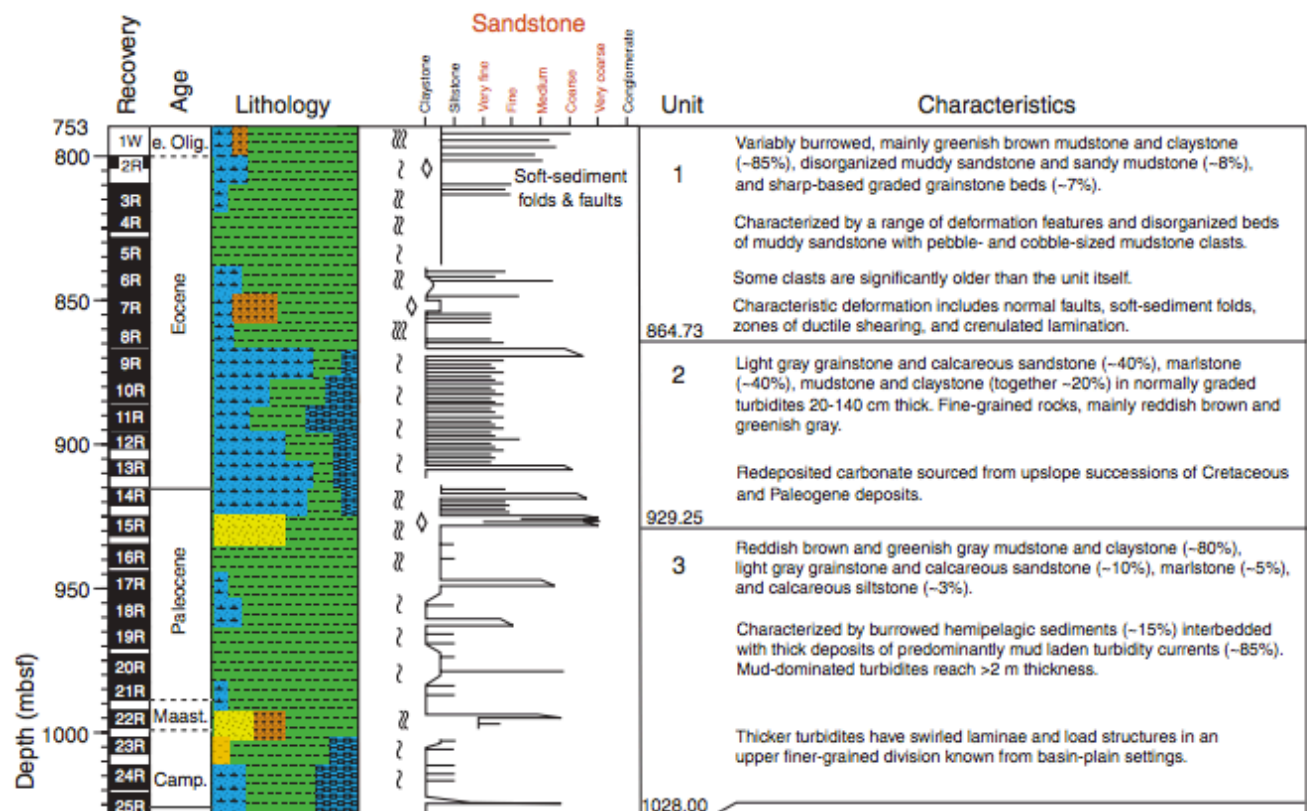 Sandstone
Recovery
Age
Lithology
Claystone
Siltstone
Very fine
Fine
Medium
Coarse
Very coarse
Conglomerate
Unit
Characteristics
753
800
850
900
950
1000
Depth (mbsf)
1W
2R
3R
4R
5R
6R
7R
8R
9R
10R
11R
12R
13R
14R
15R
16R
17R
18R
19R
20R
21R
22R
23R
24R
25R
e. Olig.
Eocene
Paleocene
Maast.
Camp.
Soft-sediment
folds & faults
1
Variably burrowed, mainly greenish brown mudstone and claystone
(~85%), disorganized muddy sandstone and sandy mudstone (~8%),
and sharp-based graded grainstone beds (~7%).
Characterized by a range of deformation features and disorganized beds
of muddy sandstone with pebble- and cobble-sized mudstone clasts.
Some clasts are significantly older than the unit itself.
Characteristic deformation includes normal faults, soft-sediment folds,
zones of ductile shearing, and crenulated lamination.
864.73
2
Light gray grainstone and calcareous sandstone (~40%), marlstone
(~40%), mudstone and claystone (together ~20%) in normally graded
turbidites 20-140 cm thick. Fine-grained rocks, mainly reddish brown and
greenish gray.
Redeposited carbonate sourced from upslope successions of Cretaceous
and Paleogene deposits.
929.25
3
Reddish brown and greenish gray mudstone and claystone (~80%),
light gray grainstone and calcareous sandstone (~10%), marlstone (~5%),
and calcareous siltstone (~3%).
Characterized by burrowed hemipelagic sediments (~15%) interbedded
with thick deposits of predominantly mud laden turbidity currents (~85%).
Mud-dominated turbidites reach >2 m thickness.
Thicker turbidites have swirled laminae and load structures in an
upper finer-grained division known from basin-plain settings.
1028.00